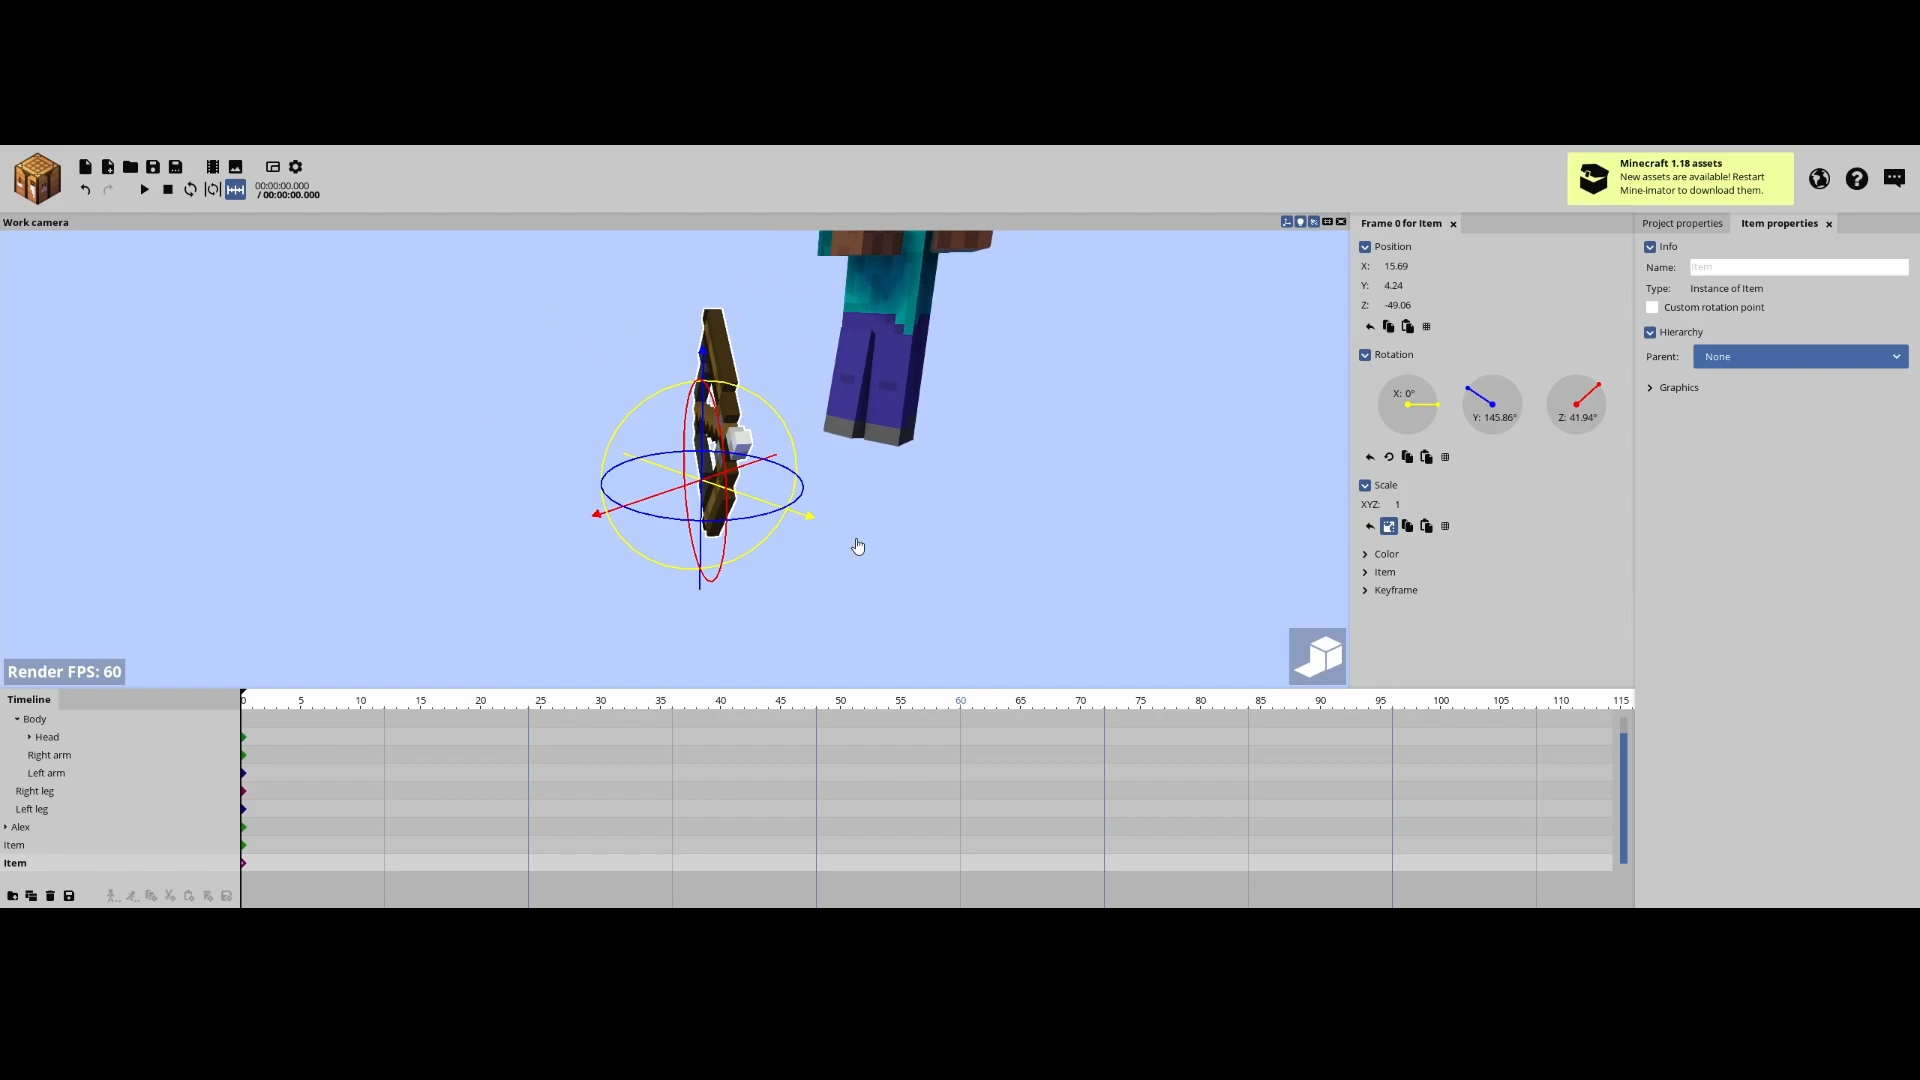 00:00:00.000
/ 00:00:00.000
Minecraft 1.18 assets
New assets are available! Restart
Mine-imator to download them.
Work camera
Frame 0 for Item
Position
X: 15.69
Y: 4.24
Z: -49.06
Rotation
X: 0°
Y: 145.86°
Z: 41.94°
Scale
XYZ: 1
Color
Item
Keyframe
Project properties
Item properties
Info
Name: Item
Type: Instance of Item
Custom rotation point
Hierarchy
Parent: None
Graphics
Render FPS: 60
Timeline
0 5 10 15 20 25 30 35 40 45 50 55 60 65 70 75 80 85 90 95 100 105 110 115
Body
Head
Right arm
Left arm
Right leg
Left leg
Alex
Item
Item